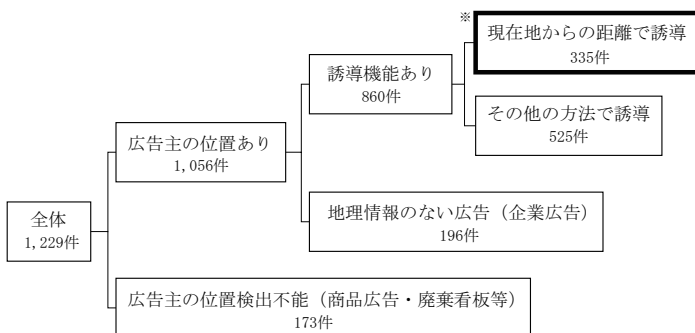 ※
現在地からの距離で誘導
335件
誘導機能あり
860件
その他の方法で誘導
525件
広告主の位置あり
1,056件
全体
1,229件
地理情報のない広告（企業広告）
196件
広告主の位置検出不能（商品広告・廃棄看板等）
173件